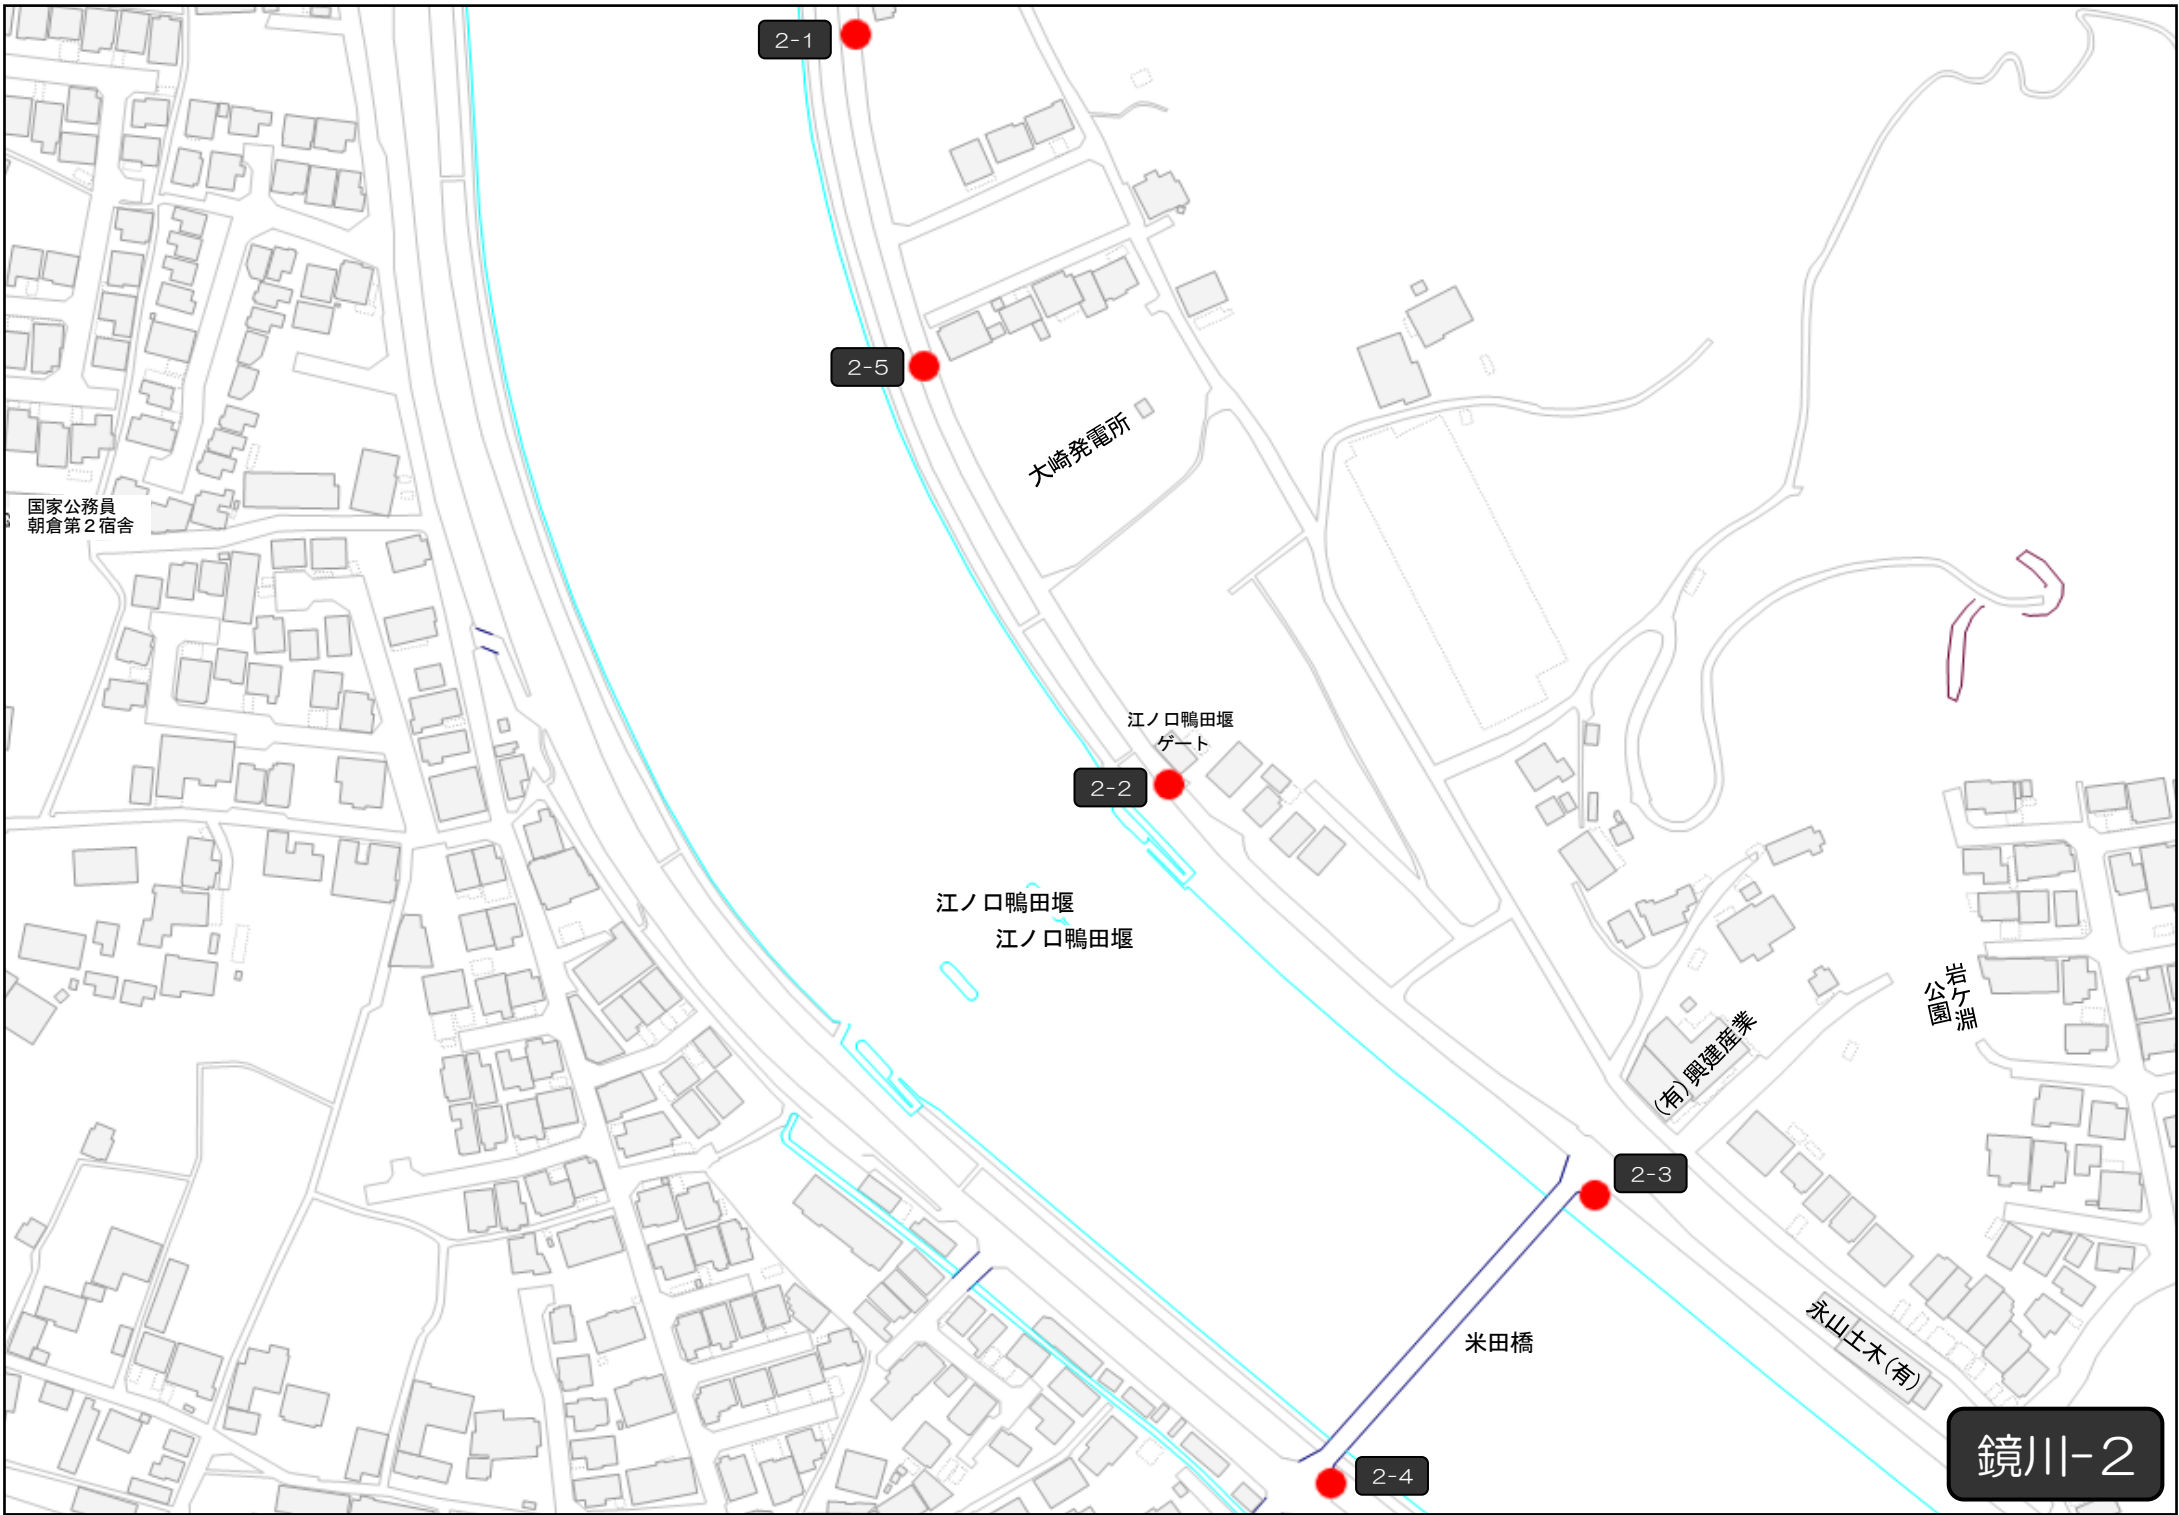 2-1
2-5
大崎発電所
国家公務員
朝倉第２宿舎
江ノ口鴨田堰
ゲート
2-2
江ノ口鴨田堰
江ノ口鴨田堰
岩ケ淵
公園
(有)興建産業
2-3
永山土木(有)
米田橋
2-4
鏡川-2